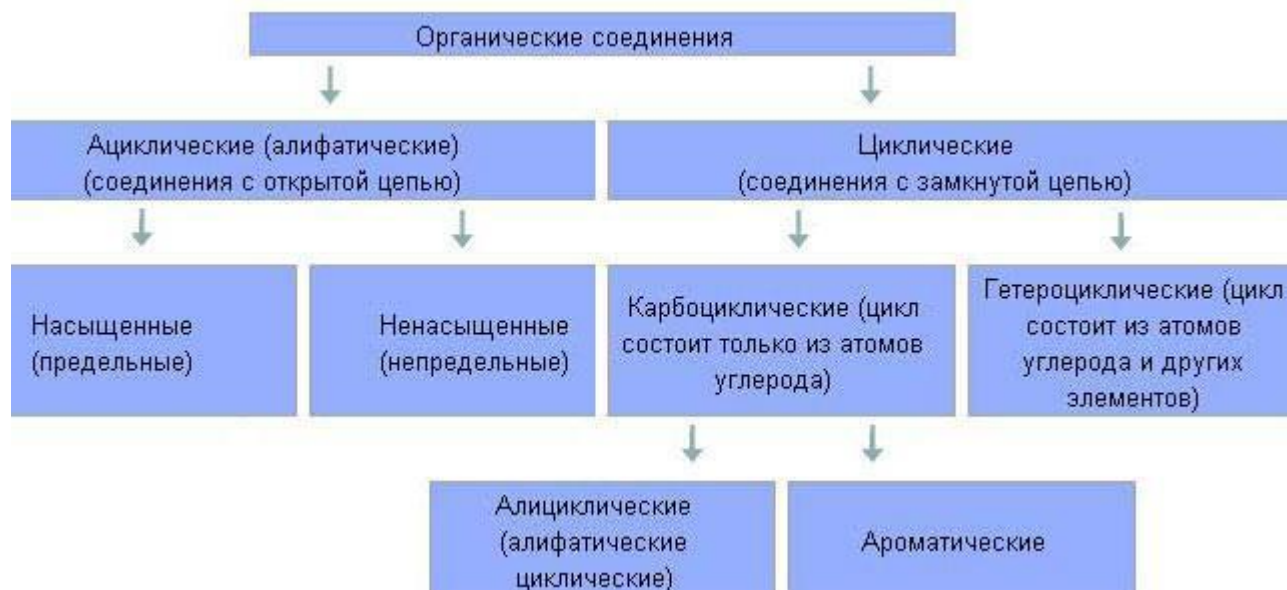 Органические соединения
Ациклические (алифатические)
(соединения с открытой цепью)
Циклические
(соединения с замкнутой цепью)
Насыщенные
(предельные)
Ненасыщенные
(непредельные)
Карбоциклические (цикл
состоит только из атомов
углерода)
Гетероциклические (цикл
состоит из атомов
углерода и других
элементов)
Алициклические
(алифатические
циклические)
Ароматические